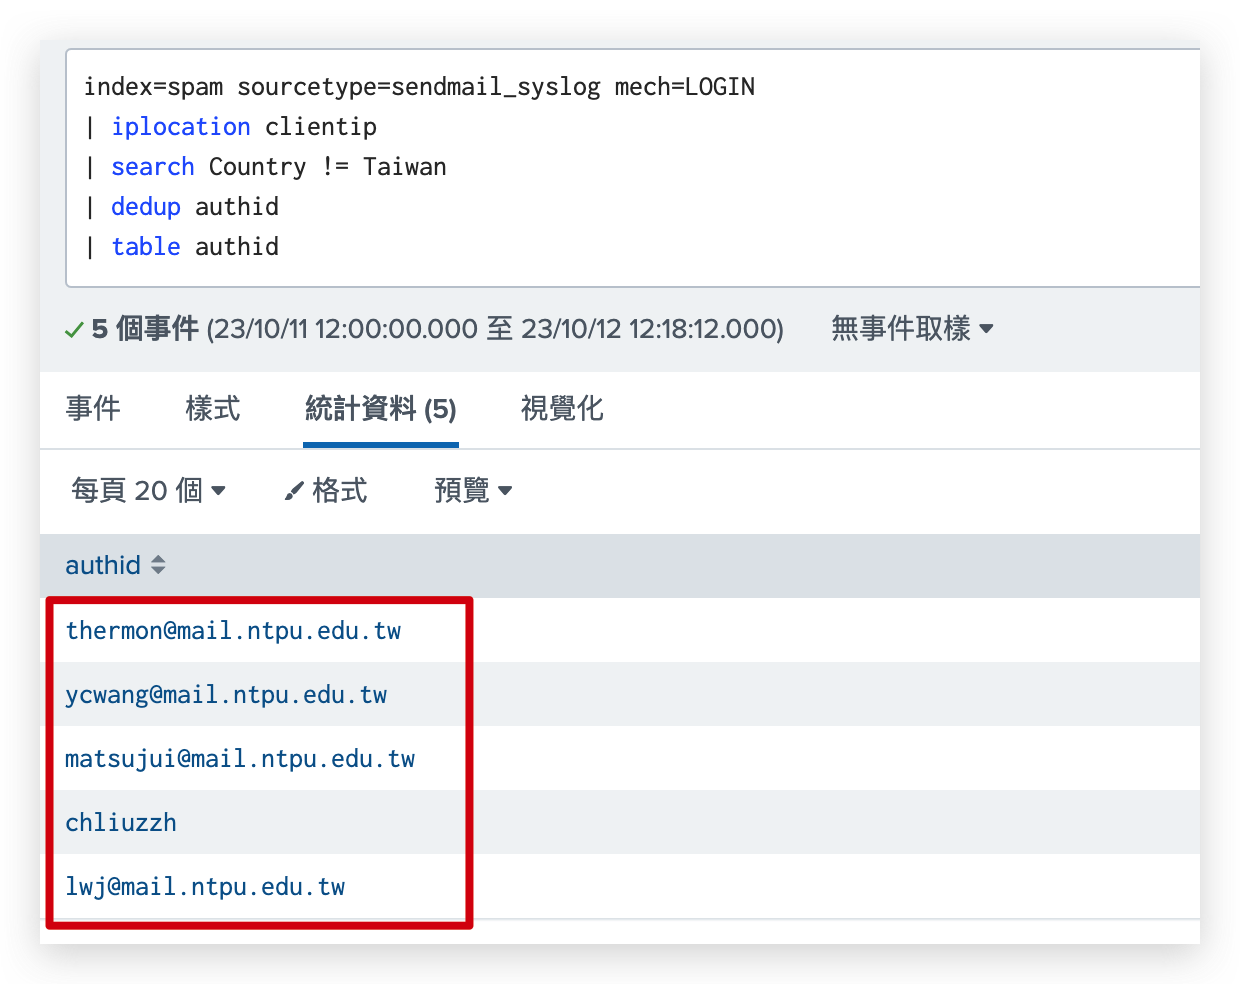 index=spam sourcetype=sendmail_syslog mech=LOGIN
| iplocation clientip
| search Country != Taiwan
| dedup authid
| table authid
5 個事件 (23/10/11 12:00:00.000 至 23/10/12 12:18:12.000) 無事件取樣
事件 樣式 統計資料 (5) 視覺化
每頁 20 個 格式 預覽
authid
thermon@mail.ntpu.edu.tw
ycwang@mail.ntpu.edu.tw
matsujui@mail.ntpu.edu.tw
chliuzzh
lwj@mail.ntpu.edu.tw